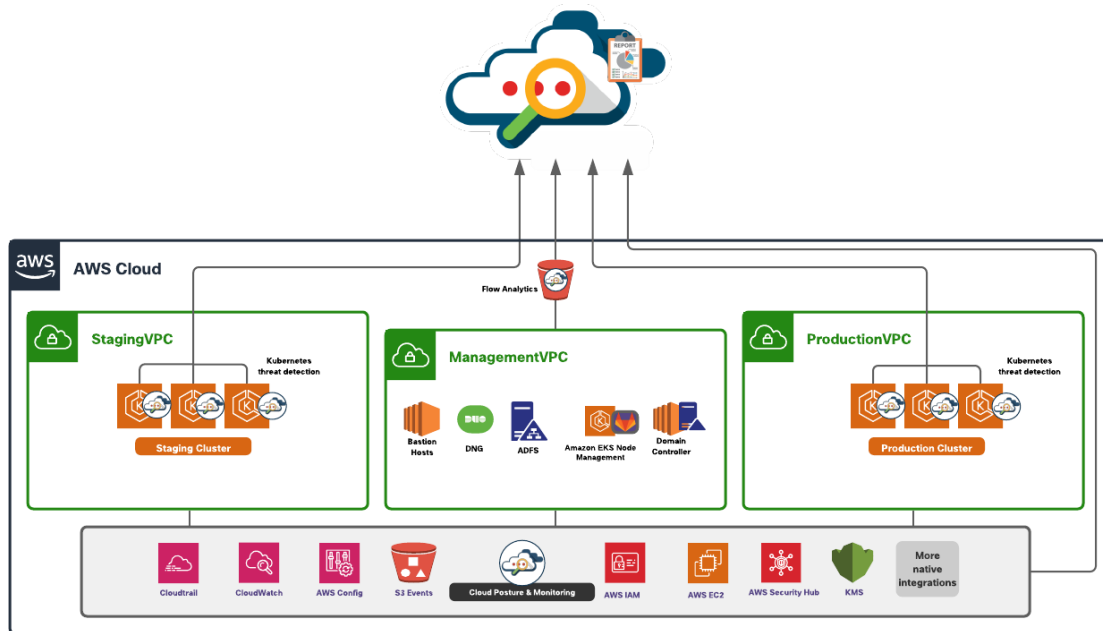 REPORT
aws
AWS Cloud
Flow Analytics
StagingVPC
Kubernetes
threat detection
Staging Cluster
ManagementVPC
Bastion
Hosts
DUO
DNG
ADFS
Amazon EKS Node
Management
Domain
Controller
ProductionVPC
Kubernetes
threat detection
Production Cluster
Cloudtrail
CloudWatch
AWS Config
S3 Events
Cloud Posture & Monitoring
AWS IAM
AWS EC2
AWS Security Hub
KMS
More
native
integrations